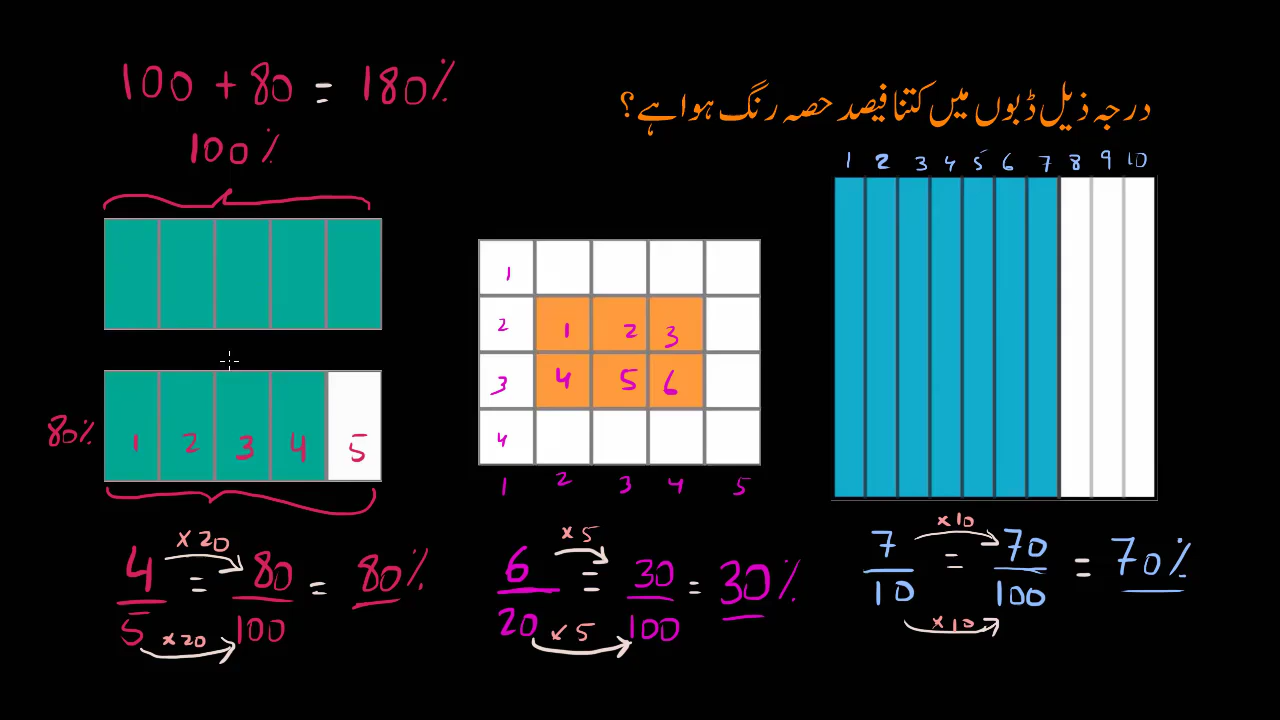 100 + 80 = 180%
100%
درجہ ذیل ڈبوں میں کتنا فیصد حصہ رنگ ہوا ہے؟
1 2 3 4 5 6 7 8 9 10
1
2 1 2 3
3 4 5 6
4
1 2 3 4 5
80% 1 2 3 4 5
×20
4/5 = 80/100 = 80%
×20
×5
6/20 = 30/100 = 30%
×5
×10
7/10 = 70/100 = 70%
×10